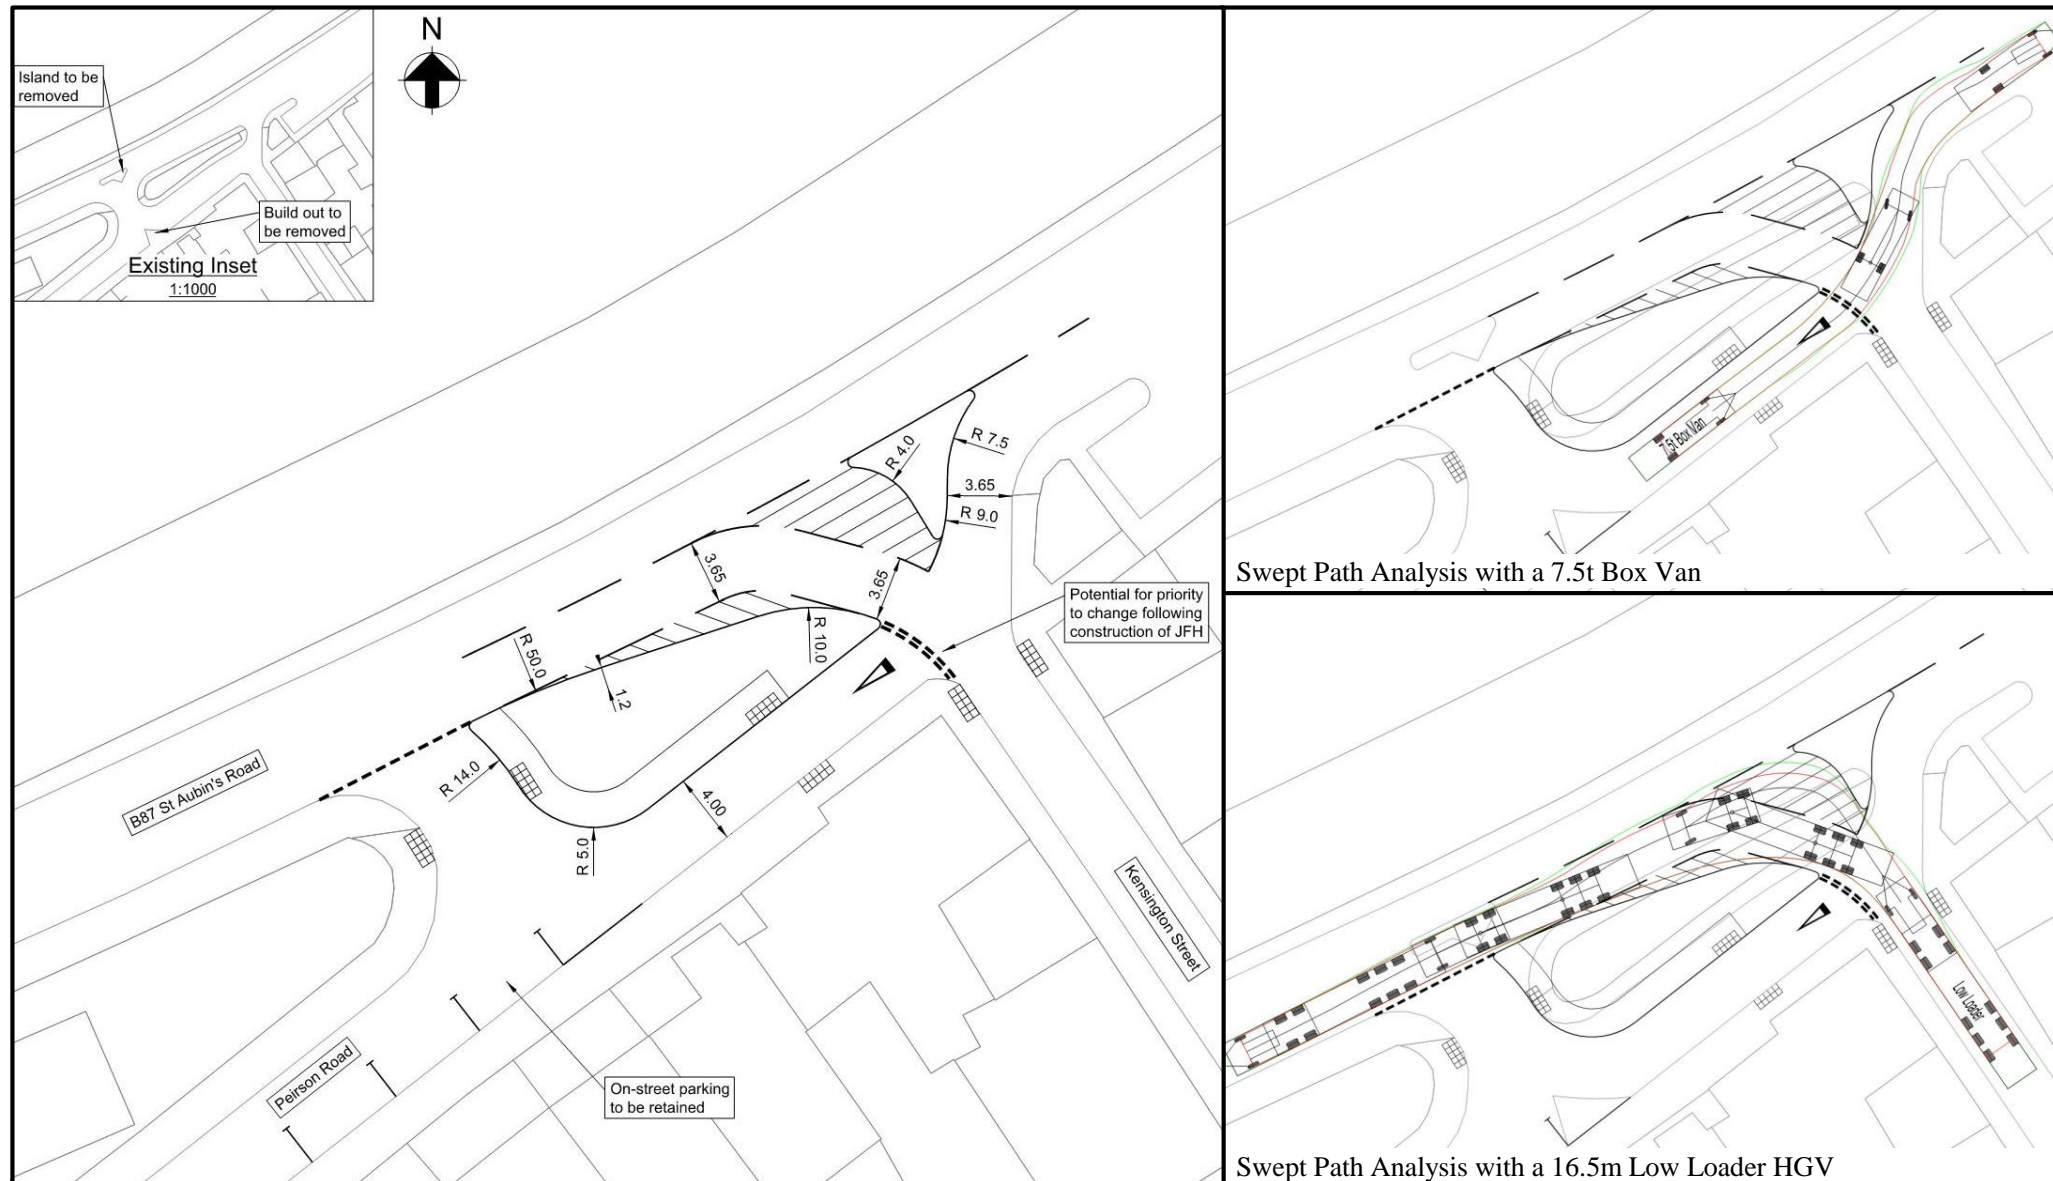 Island to be
removed
Build out to
be removed
Existing Inset
1:1000
N
R 7.5
R 4.0
3.65
R 9.0
3.65
3.65
Potential for priority
to change following
construction of JFH
R 50.0
R 10.0
1.2
R 14.0
B87 St Aubin's Road
4.00
R 5.0
Kensington Street
Peirson Road
On-street parking
to be retained
7.5t Box Van
Swept Path Analysis with a 7.5t Box Van
Low Loader
Swept Path Analysis with a 16.5m Low Loader HGV